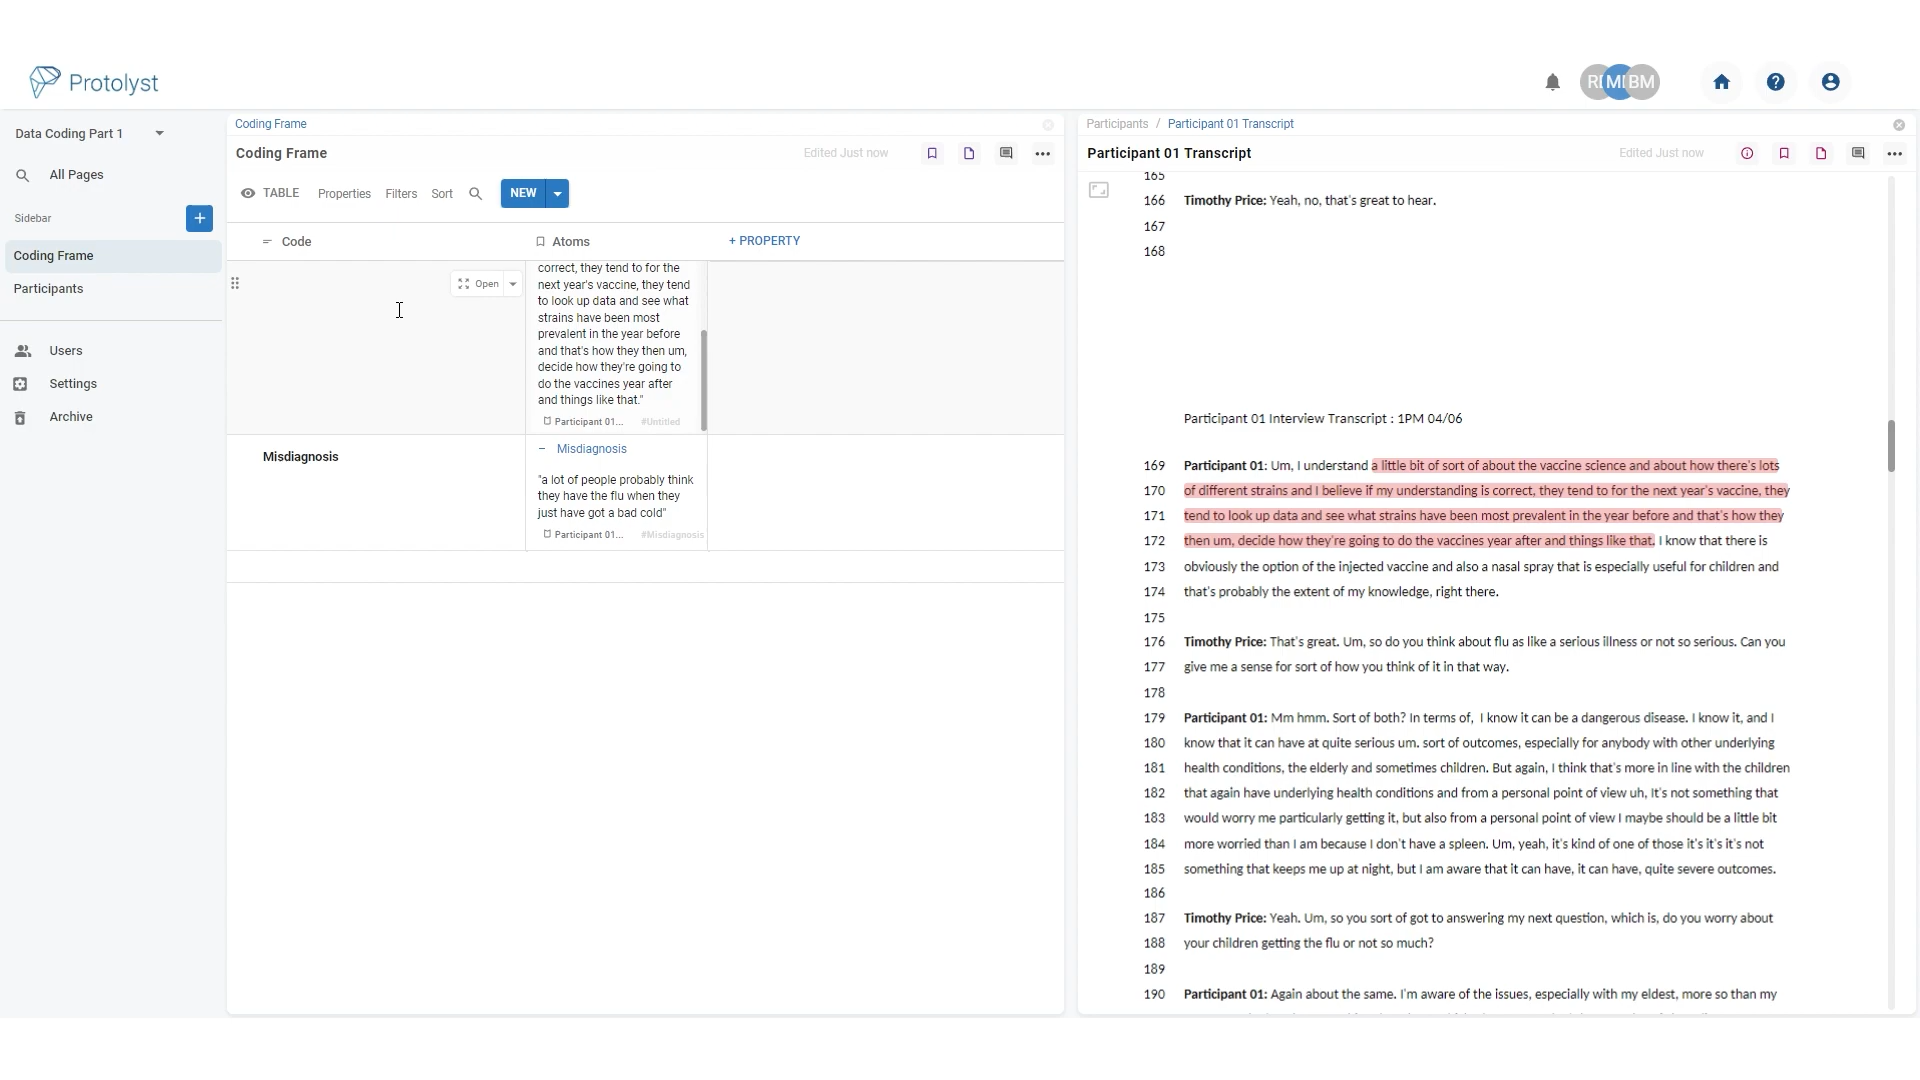 Protolyst
RI MI BM
Data Coding Part 1
All Pages
Sidebar
Coding Frame
Participants
Users
Settings
Archive
Coding Frame
Coding Frame
Edited Just now
TABLE Properties Filters Sort NEW
Code Atoms + PROPERTY
Open
correct, they tend to for the
next year's vaccine, they tend
to look up data and see what
strains have been most
prevalent in the year before
and that's how they then um,
decide how they're going to
do the vaccines year after
and things like that."
Participant 01... #Untitled
Misdiagnosis
Misdiagnosis
"a lot of people probably think
they have the flu when they
just have got a bad cold"
Participant 01... #Misdiagnosis
Participants / Participant 01 Transcript
Participant 01 Transcript
Edited Just now
165
166 Timothy Price: Yeah, no, that's great to hear.
167
168
Participant 01 Interview Transcript : 1PM 04/06
169 Participant 01: Um, I understand a little bit of sort of about the vaccine science and about how there's lots
170 of different strains and I believe if my understanding is correct, they tend to for the next year's vaccine, they
171 tend to look up data and see what strains have been most prevalent in the year before and that's how they
172 then um, decide how they're going to do the vaccines year after and things like that. I know that there is
173 obviously the option of the injected vaccine and also a nasal spray that is especially useful for children and
174 that's probably the extent of my knowledge, right there.
175
176 Timothy Price: That's great. Um, so do you think about flu as like a serious illness or not so serious. Can you
177 give me a sense for sort of how you think of it in that way.
178
179 Participant 01: Mm hmm. Sort of both? In terms of, I know it can be a dangerous disease. I know it, and I
180 know that it can have at quite serious um. sort of outcomes, especially for anybody with other underlying
181 health conditions, the elderly and sometimes children. But again, I think that's more in line with the children
182 that again have underlying health conditions and from a personal point of view uh, It's not something that
183 would worry me particularly getting it, but also from a personal point of view I maybe should be a little bit
184 more worried than I am because I don't have a spleen. Um, yeah, it's kind of one of those it's it's it's not
185 something that keeps me up at night, but I am aware that it can have, it can have, quite severe outcomes.
186
187 Timothy Price: Yeah. Um, so you sort of got to answering my next question, which is, do you worry about
188 your children getting the flu or not so much?
189
190 Participant 01: Again about the same. I'm aware of the issues, especially with my eldest, more so than my